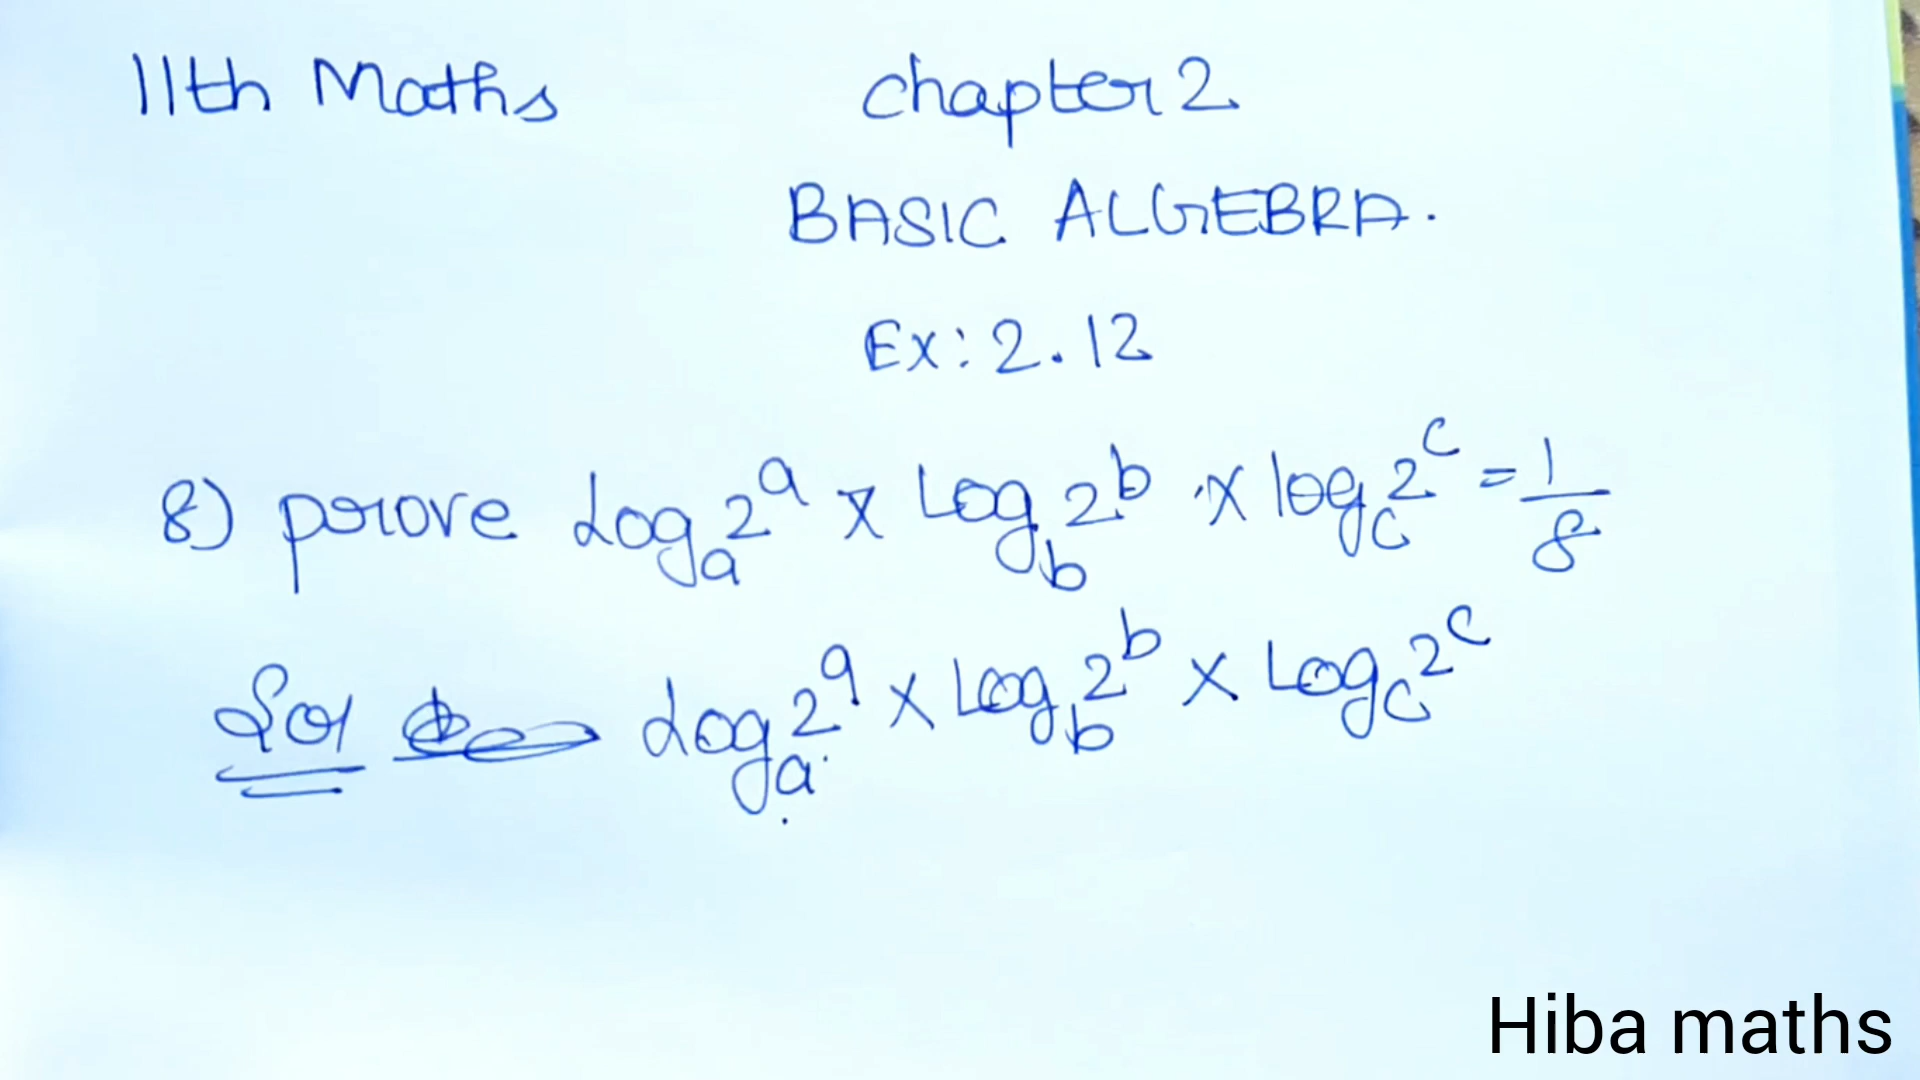 11th Maths chapter 2
BASIC ALGEBRA.
Ex: 2.12
8) prove Log_a 2^a x Log_b 2^b x log_c 2^c = 1/8
Sol Log_a 2^a x Log_b 2^b x Log_c 2^c
Hiba maths